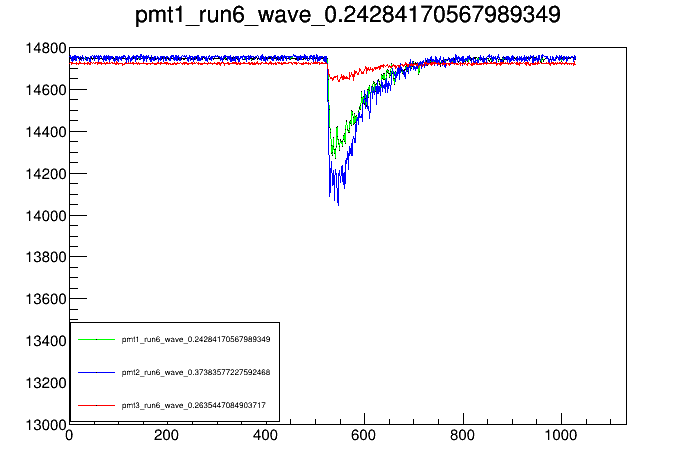 pmt1_run6_wave_0.24284170567989349
14800
14600
14400
14200
14000
13800
13600
13400
13200
13000
pmt1_run6_wave_0.24284170567989349
pmt2_run6_wave_0.37383577227592468
pmt3_run6_wave_0.2635447084903717
0 200 400 600 800 1000